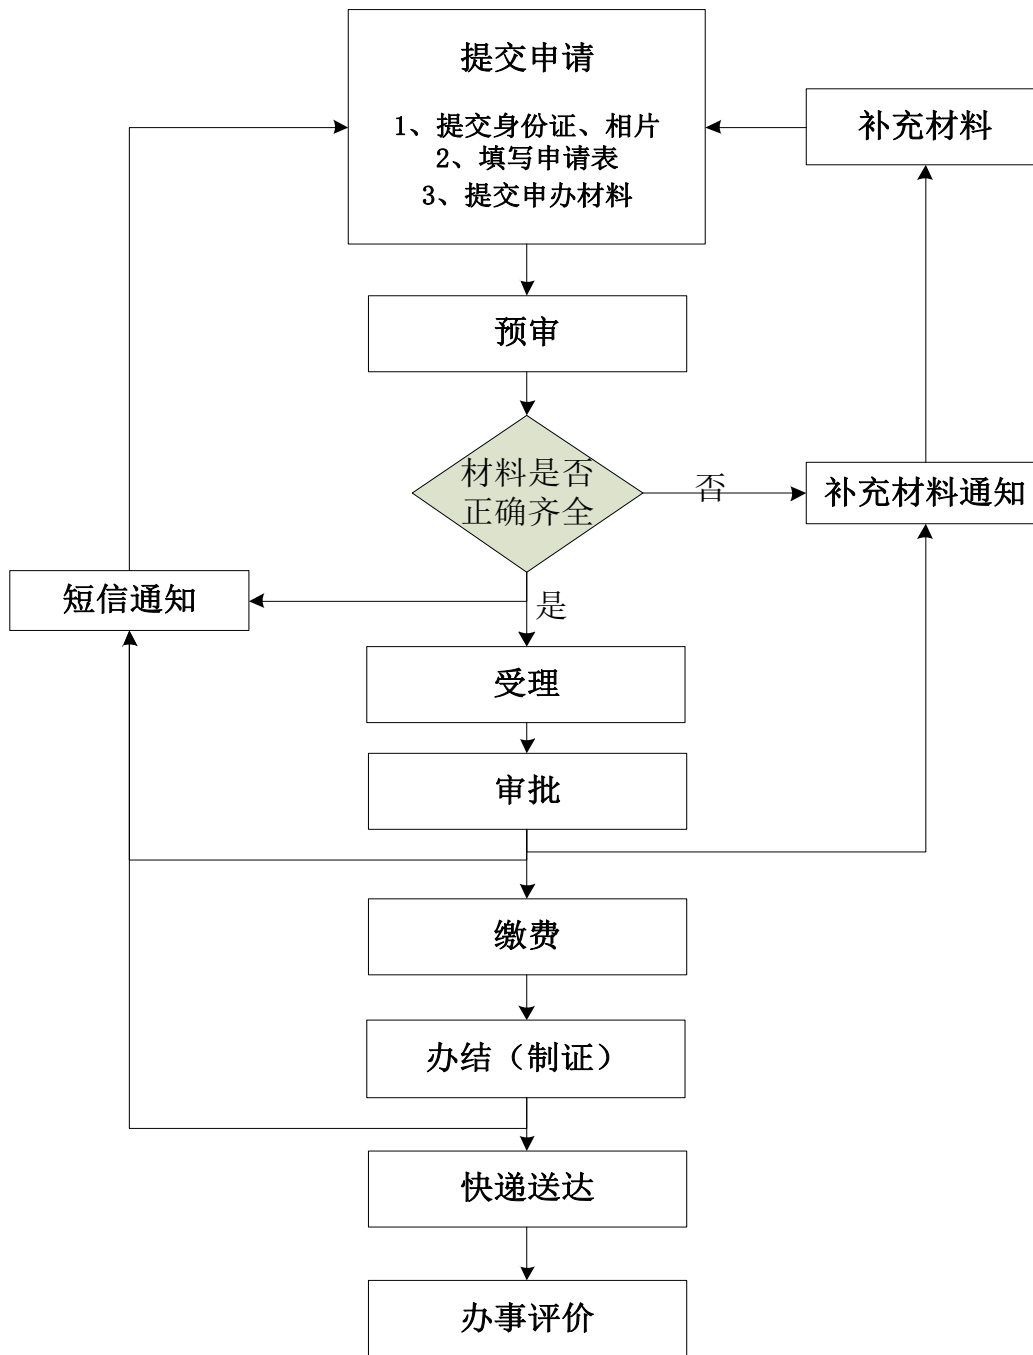 提交申请
1、提交身份证、相片
2、填写申请表
3、提交申办材料
补充材料
预审
材料是否
正确齐全
否
补充材料通知
短信通知
是
受理
审批
缴费
办结（制证）
快递送达
办事评价